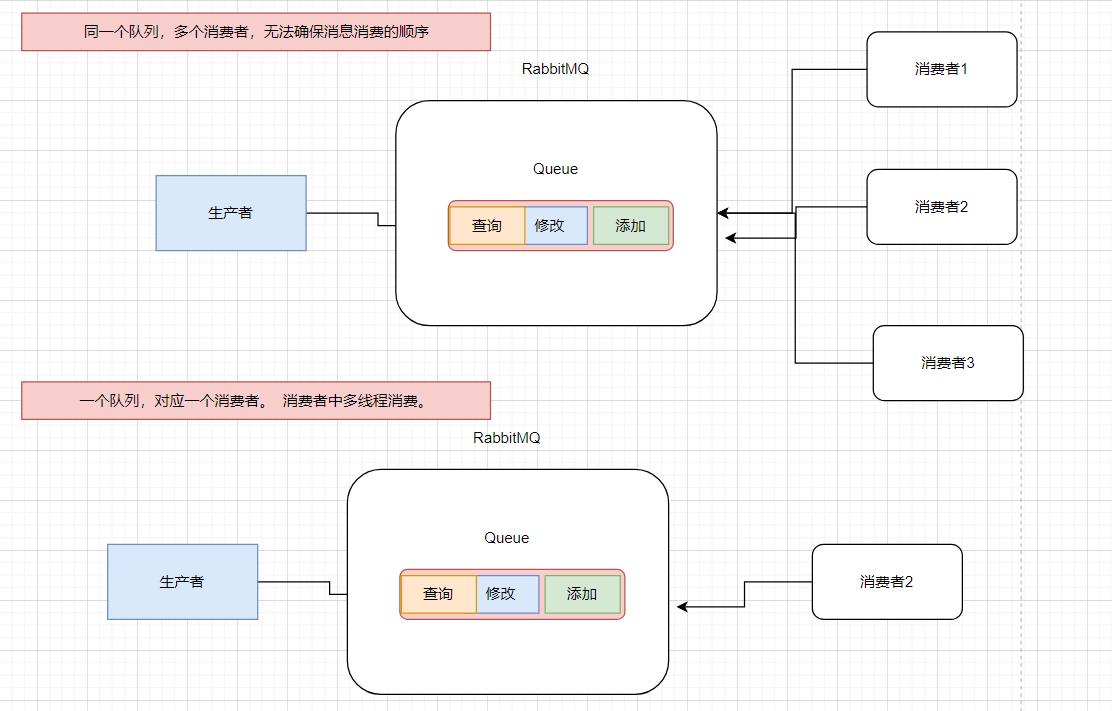 同一个队列，多个消费者，无法确保消息消费的顺序
RabbitMQ
消费者1
Queue
消费者2
生产者
查询
修改
添加
消费者3
一个队列，对应一个消费者。 消费者中多线程消费。
RabbitMQ
Queue
生产者
查询
修改
添加
消费者2